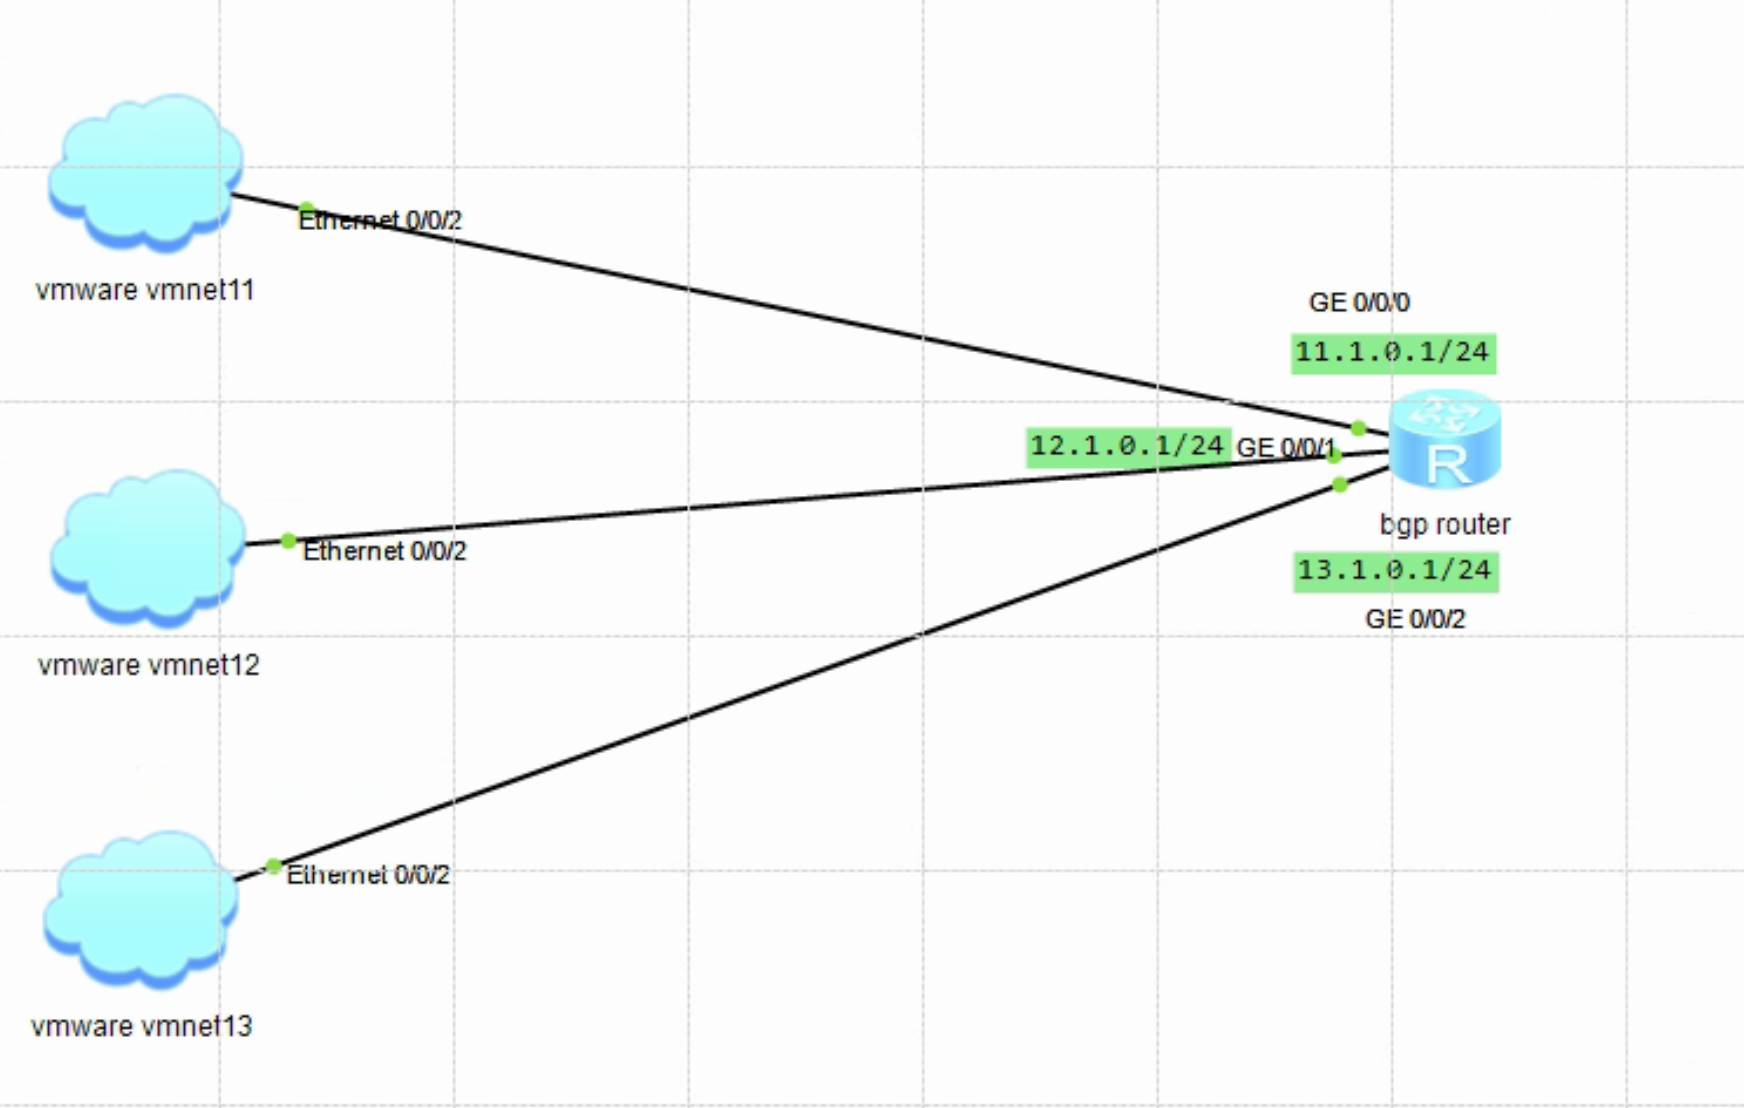 Ethernet 0/0/2
vmware vmnet11
GE 0/0/0
11.1.0.1/24
12.1.0.1/24 GE 0/0/1
R
bgp router
Ethernet 0/0/2
13.1.0.1/24
GE 0/0/2
vmware vmnet12
Ethernet 0/0/2
vmware vmnet13